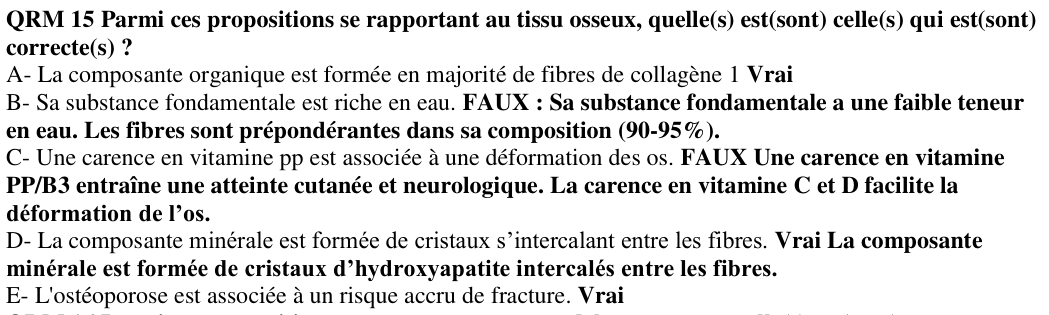 QRM 15 Parmi ces propositions se rapportant au tissu osseux, quelle(s) est(sont) celle(s) qui est(sont)
correcte(s) ?
A- La composante organique est formée en majorité de fibres de collagène 1 Vrai
B- Sa substance fondamentale est riche en eau. FAUX : Sa substance fondamentale a une faible teneur
en eau. Les fibres sont prépondérantes dans sa composition (90-95%).
C- Une carence en vitamine pp est associée à une déformation des os. FAUX Une carence en vitamine
PP/B3 entraîne une atteinte cutanée et neurologique. La carence en vitamine C et D facilite la
déformation de l’os.
D- La composante minérale est formée de cristaux s’intercalant entre les fibres. Vrai La composante
minérale est formée de cristaux d’hydroxyapatite intercalés entre les fibres.
E- L'ostéoporose est associée à un risque accru de fracture. Vrai